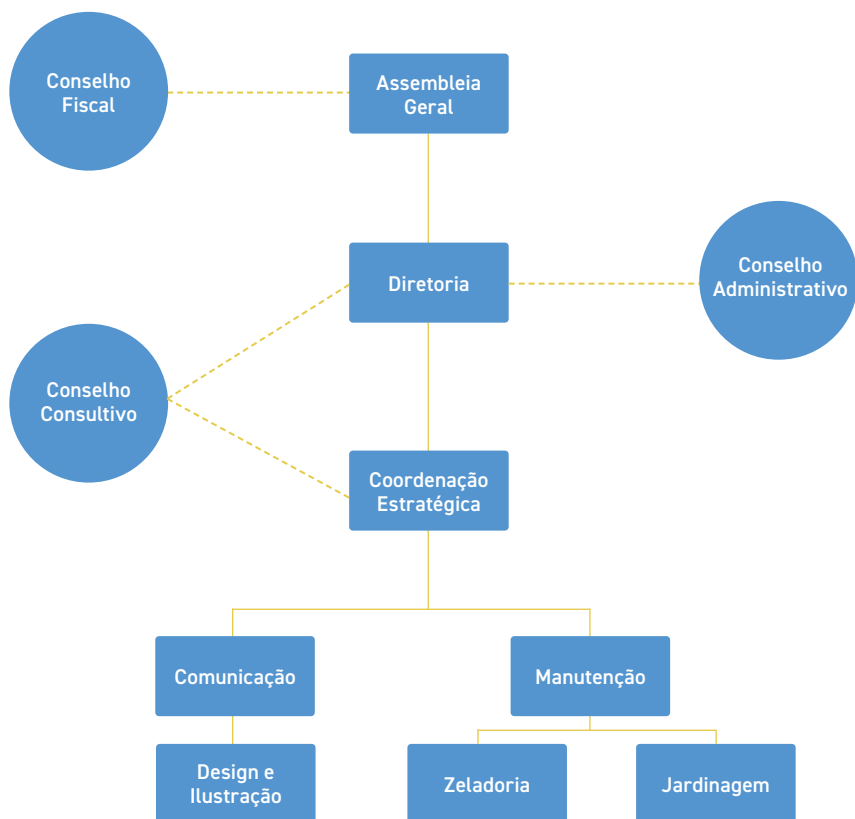 Conselho
Fiscal
Assembleia
Geral
Diretoria
Conselho
Administrativo
Conselho
Consultivo
Coordenação
Estratégica
Comunicação
Manutenção
Design e
Ilustração
Zeladoria
Jardinagem